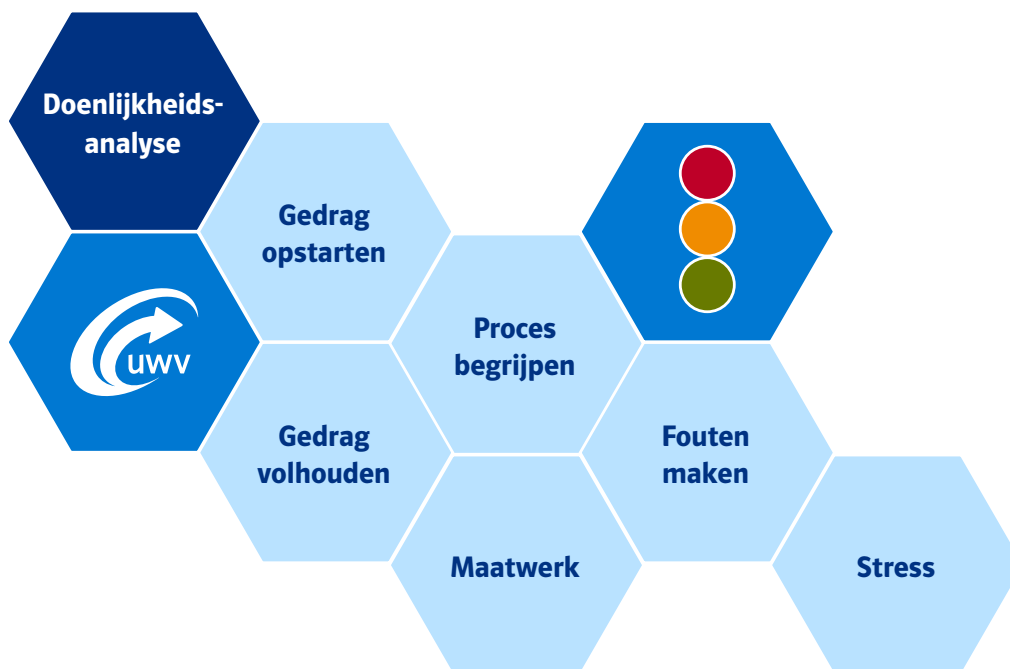 Doenlijkheids-
analyse
Gedrag
opstarten
uwv
Proces
begrijpen
Gedrag
volhouden
Fouten
maken
Maatwerk
Stress